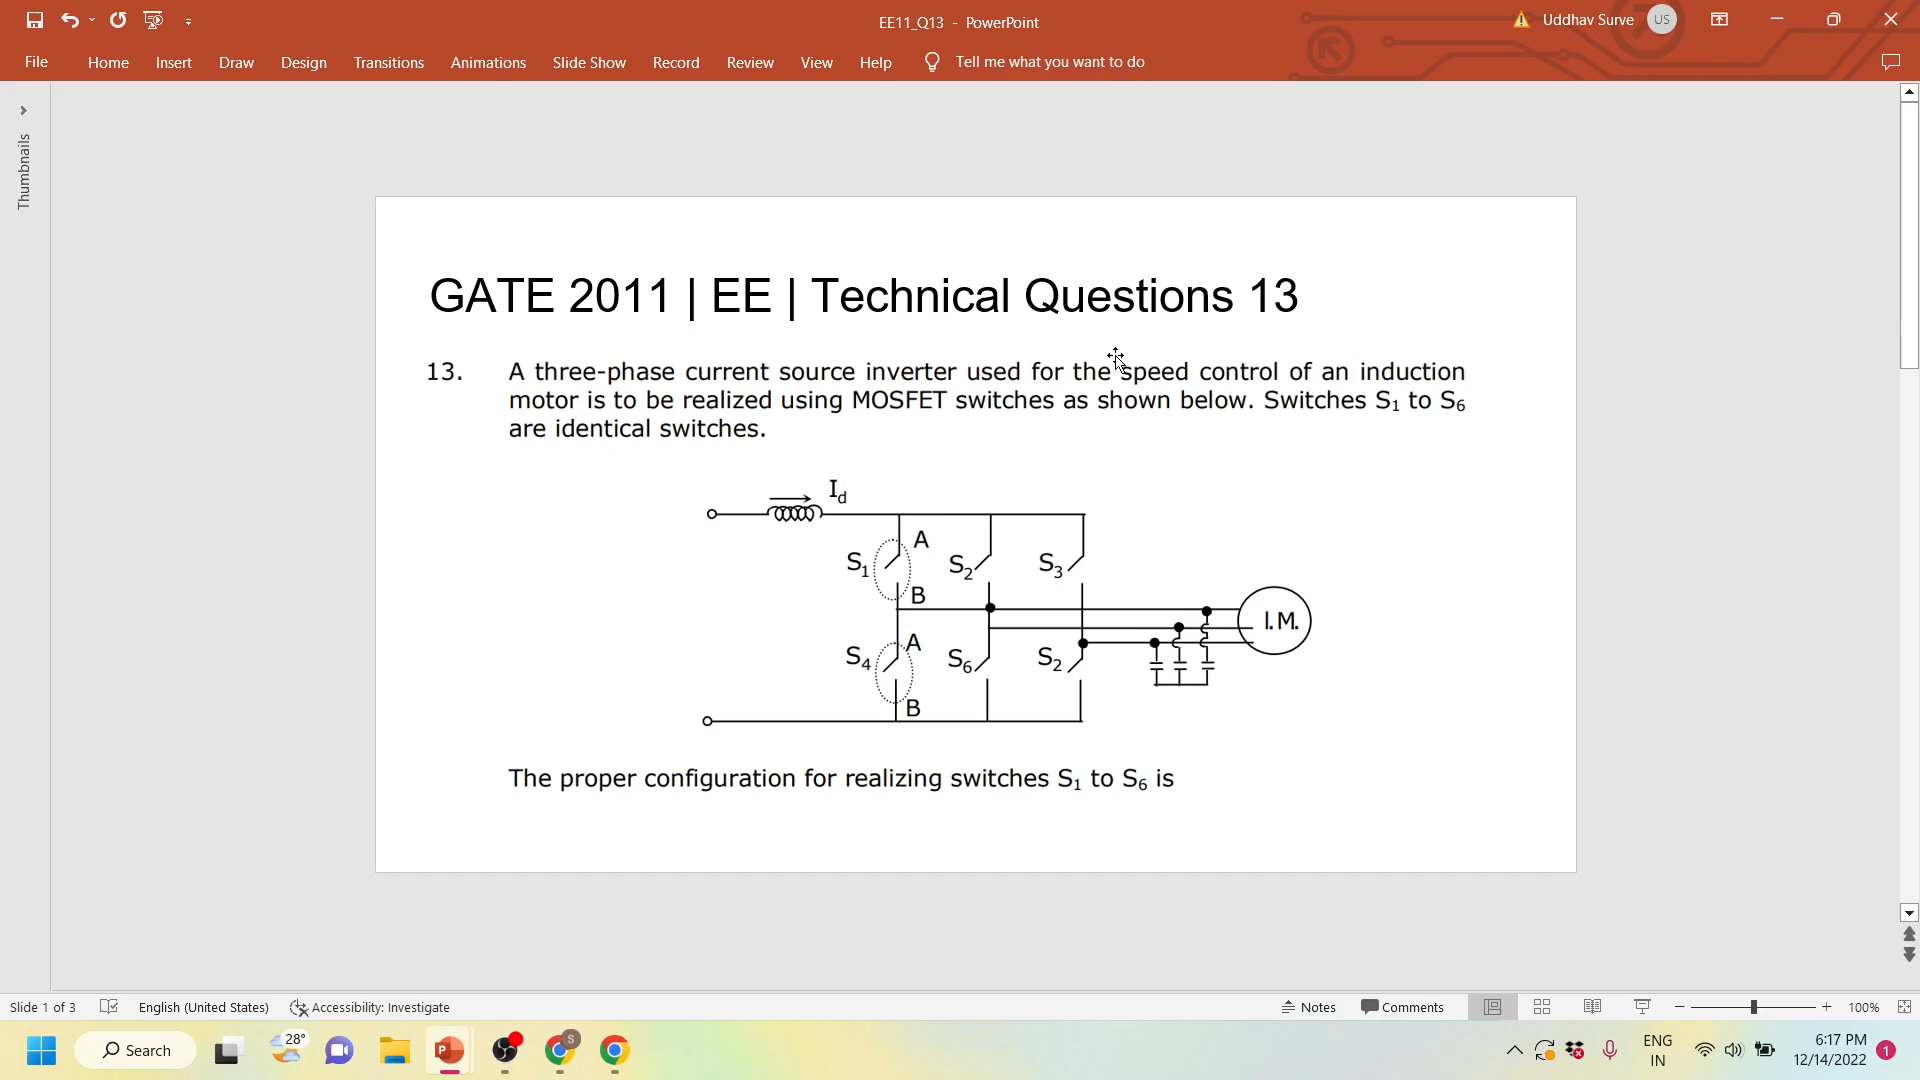 EE11_Q13 - PowerPoint
Uddhav Surve
US
File
Home
Insert
Draw
Design
Transitions
Animations
Slide Show
Record
Review
View
Help
Tell me what you want to do
Thumbnails
GATE 2011 | EE | Technical Questions 13
13. A three-phase current source inverter used for the speed control of an induction
motor is to be realized using MOSFET switches as shown below. Switches S₁ to S₆
are identical switches.
I_d
A
S₁
S₂
S₃
B
I.M.
A
S₄
S₆
S₂
B
The proper configuration for realizing switches S₁ to S₆ is
Slide 1 of 3
English (United States)
Accessibility: Investigate
Notes
Comments
100%
Search
28°
S
ENG
IN
6:17 PM
12/14/2022
1